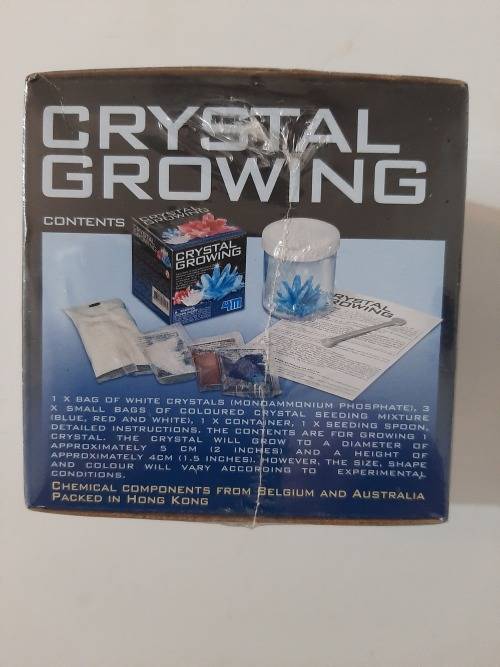 CRYSTAL
GROWING
CONTENTS
CRYSTAL
GROWING
CRYSTAL
GROWING
4M
CRYSTAL
GROWING
1 X BAG OF WHITE CRYSTALS (MONOAMMONIUM PHOSPHATE), 3
X SMALL BAGS OF COLOURED CRYSTAL SEEDING MIXTURE
(BLUE, RED AND WHITE), 1 X CONTAINER, 1 X SEEDING SPOON,
DETAILED INSTRUCTIONS. THE CONTENTS ARE FOR GROWING 1
CRYSTAL. THE CRYSTAL WILL GROW TO A DIAMETER OF
APPROXIMATELY 5 CM (2 INCHES) AND A HEIGHT OF
APPROXIMATELY 4CM (1.5 INCHES). HOWEVER, THE SIZE, SHAPE
AND COLOUR WILL VARY ACCORDING TO EXPERIMENTAL
CONDITIONS.
CHEMICAL COMPONENTS FROM BELGIUM AND AUSTRALIA
PACKED IN HONG KONG